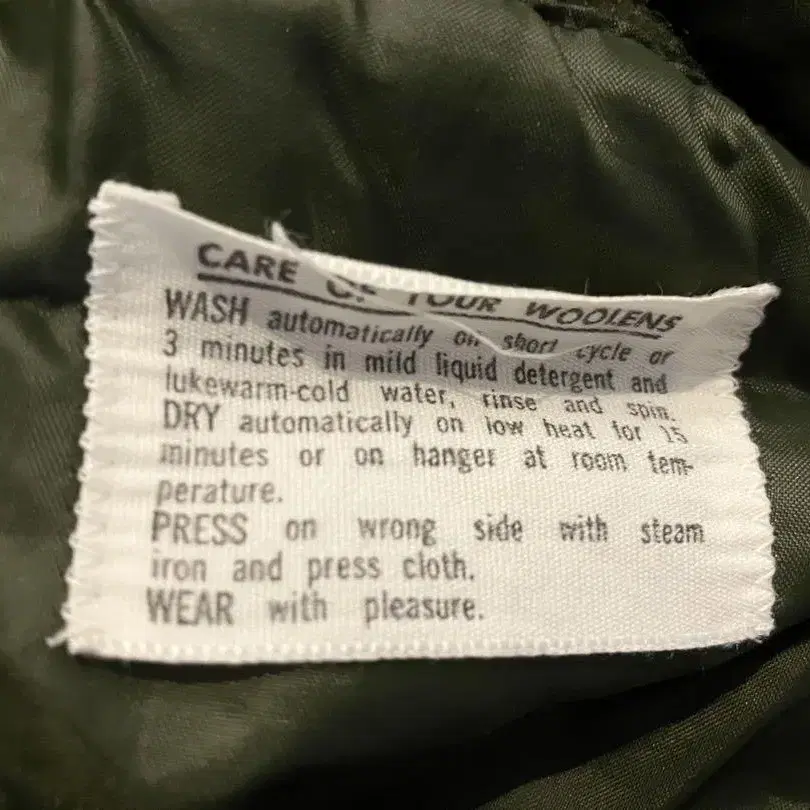 CARE OF YOUR WOOLENS
WASH automatically on short cycle or
3 minutes in mild liquid detergent and
lukewarm-cold water, rinse and spin.
DRY automatically on low heat for 15
minutes or on hanger at room tem-
perature.
PRESS on wrong side with steam
iron and press cloth.
WEAR with pleasure.